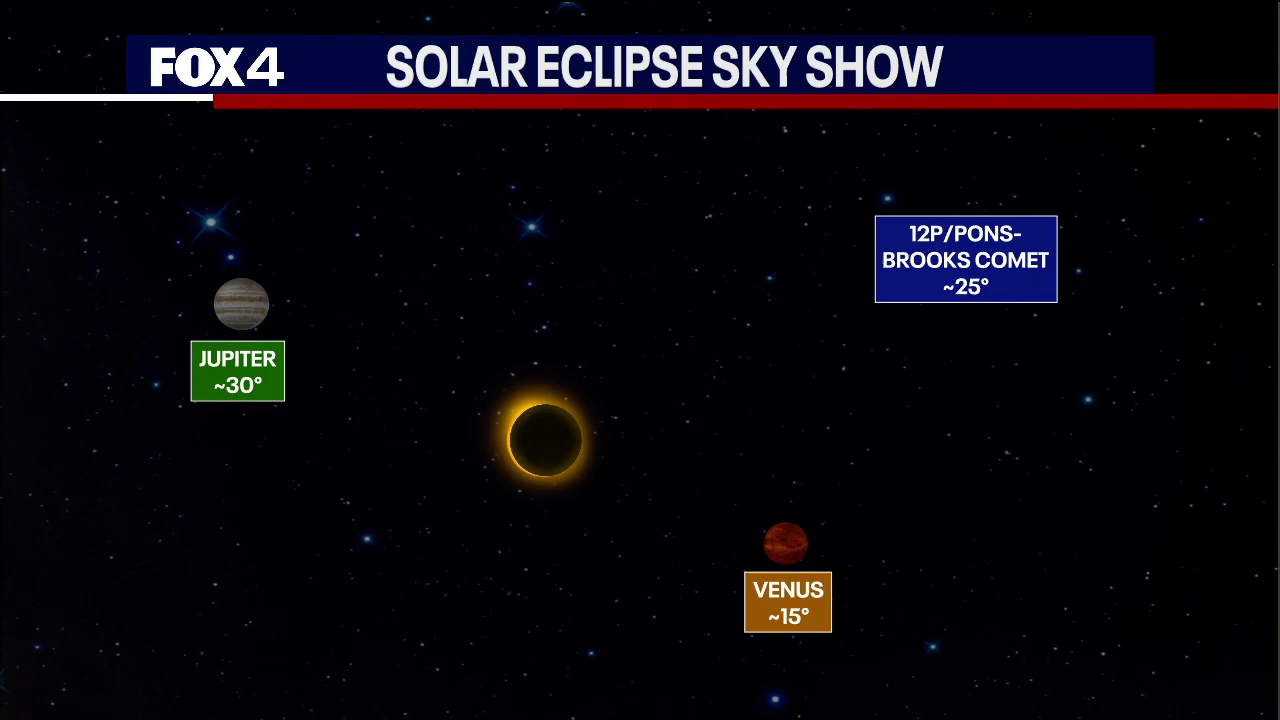 FOX4
SOLAR ECLIPSE SKY SHOW
12P/PONS-
BROOKS COMET
~25°
JUPITER
~30°
VENUS
~15°